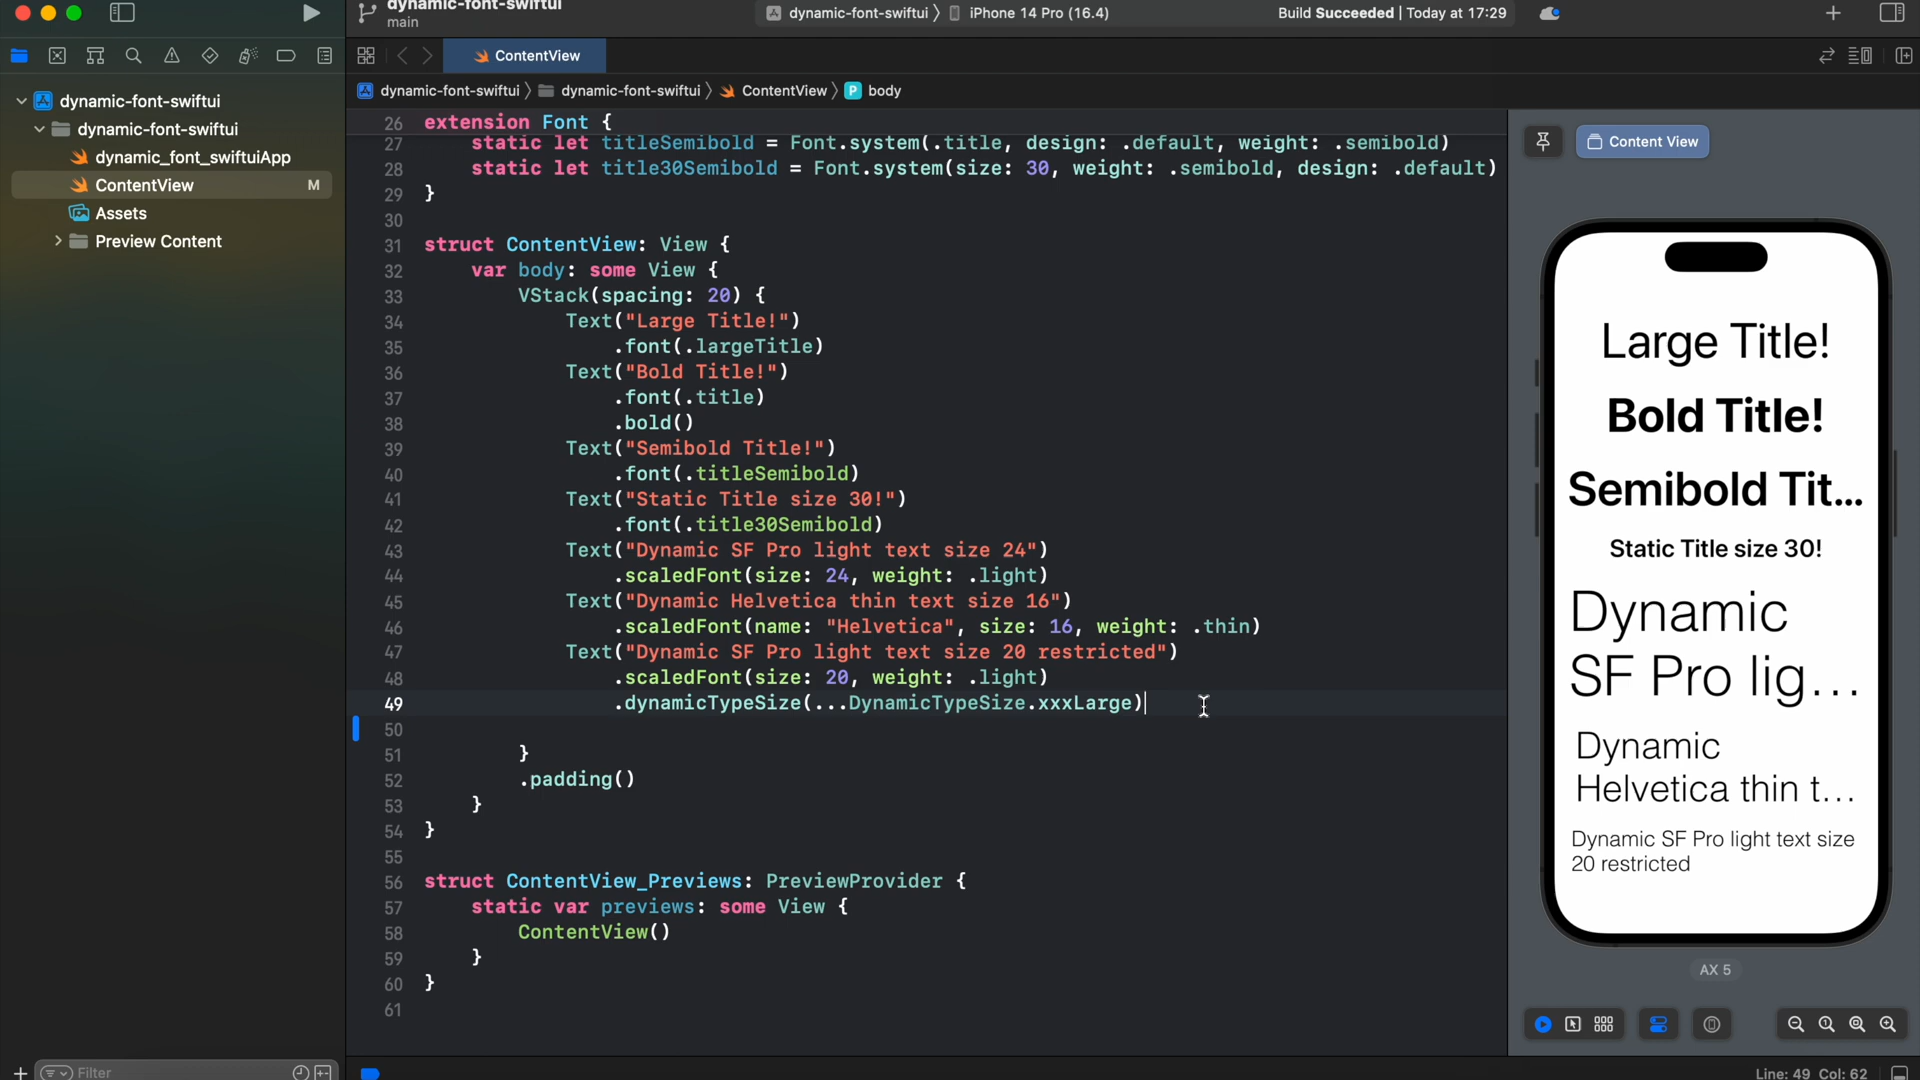 dynamic-font-swiftui
main
dynamic-font-swiftui 〉 iPhone 14 Pro (16.4)
Build Succeeded | Today at 17:29
ContentView
dynamic-font-swiftui 〉 dynamic-font-swiftui 〉 ContentView 〉 P body
dynamic-font-swiftui
dynamic-font-swiftui
dynamic_font_swiftuiApp
ContentView M
Assets
Preview Content
Filter
26 extension Font {
27     static let titleSemibold = Font.system(.title, design: .default, weight: .semibold)
28     static let title30Semibold = Font.system(size: 30, weight: .semibold, design: .default)
29 }
30
31 struct ContentView: View {
32     var body: some View {
33         VStack(spacing: 20) {
34             Text("Large Title!")
35                 .font(.largeTitle)
36             Text("Bold Title!")
37                 .font(.title)
38                 .bold()
39             Text("Semibold Title!")
40                 .font(.titleSemibold)
41             Text("Static Title size 30!")
42                 .font(.title30Semibold)
43             Text("Dynamic SF Pro light text size 24")
44                 .scaledFont(size: 24, weight: .light)
45             Text("Dynamic Helvetica thin text size 16")
46                 .scaledFont(name: "Helvetica", size: 16, weight: .thin)
47             Text("Dynamic SF Pro light text size 20 restricted")
48                 .scaledFont(size: 20, weight: .light)
49                 .dynamicTypeSize(...DynamicTypeSize.xxxLarge)
50
51         }
52         .padding()
53     }
54 }
55
56 struct ContentView_Previews: PreviewProvider {
57     static var previews: some View {
58         ContentView()
59     }
60 }
61
Content View
Large Title!
Bold Title!
Semibold Tit...
Static Title size 30!
Dynamic
SF Pro lig...
Dynamic
Helvetica thin t...
Dynamic SF Pro light text size
20 restricted
AX 5
Line: 49 Col: 62